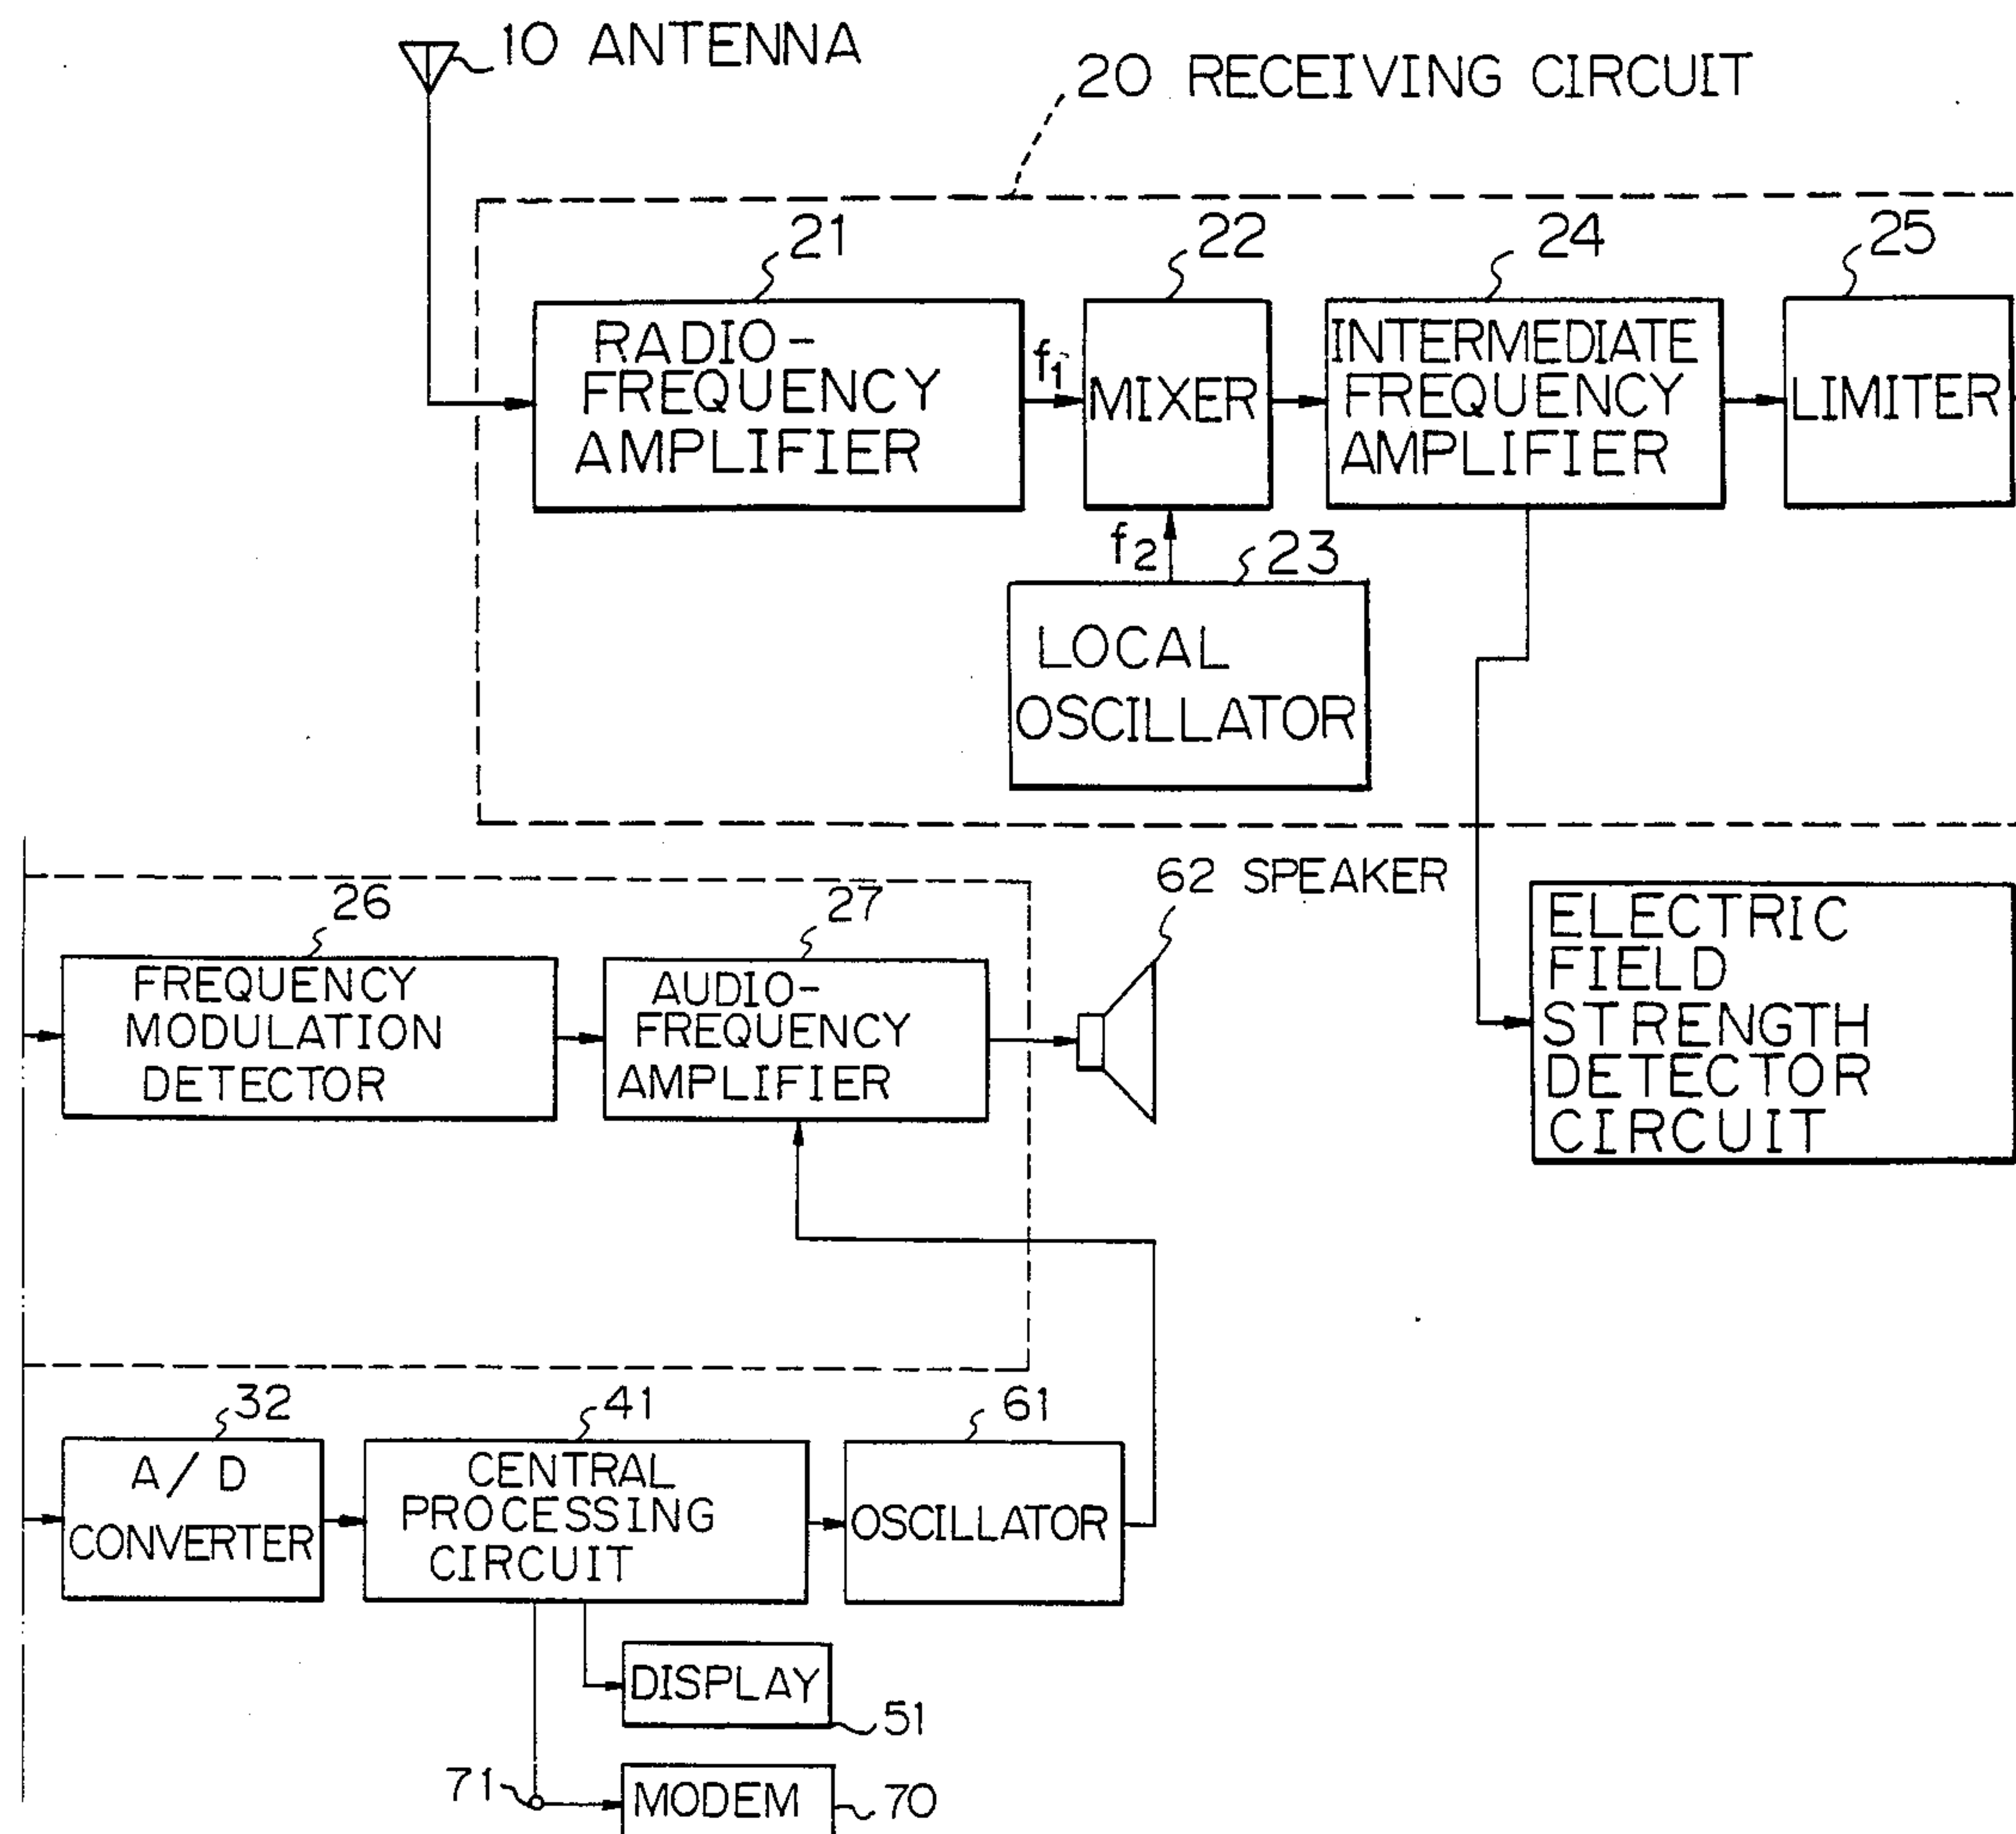 10 ANTENNA
20 RECEIVING CIRCUIT
21
RADIO-
FREQUENCY
AMPLIFIER
f1
22
MIXER
24
INTERMEDIATE
FREQUENCY
AMPLIFIER
25
LIMITER
f2
23
LOCAL
OSCILLATOR
26
FREQUENCY
MODULATION
DETECTOR
27
AUDIO-
FREQUENCY
AMPLIFIER
62 SPEAKER
ELECTRIC
FIELD
STRENGTH
DETECTOR
CIRCUIT
32
A/D
CONVERTER
41
CENTRAL
PROCESSING
CIRCUIT
61
OSCILLATOR
DISPLAY
51
71
MODEM
70